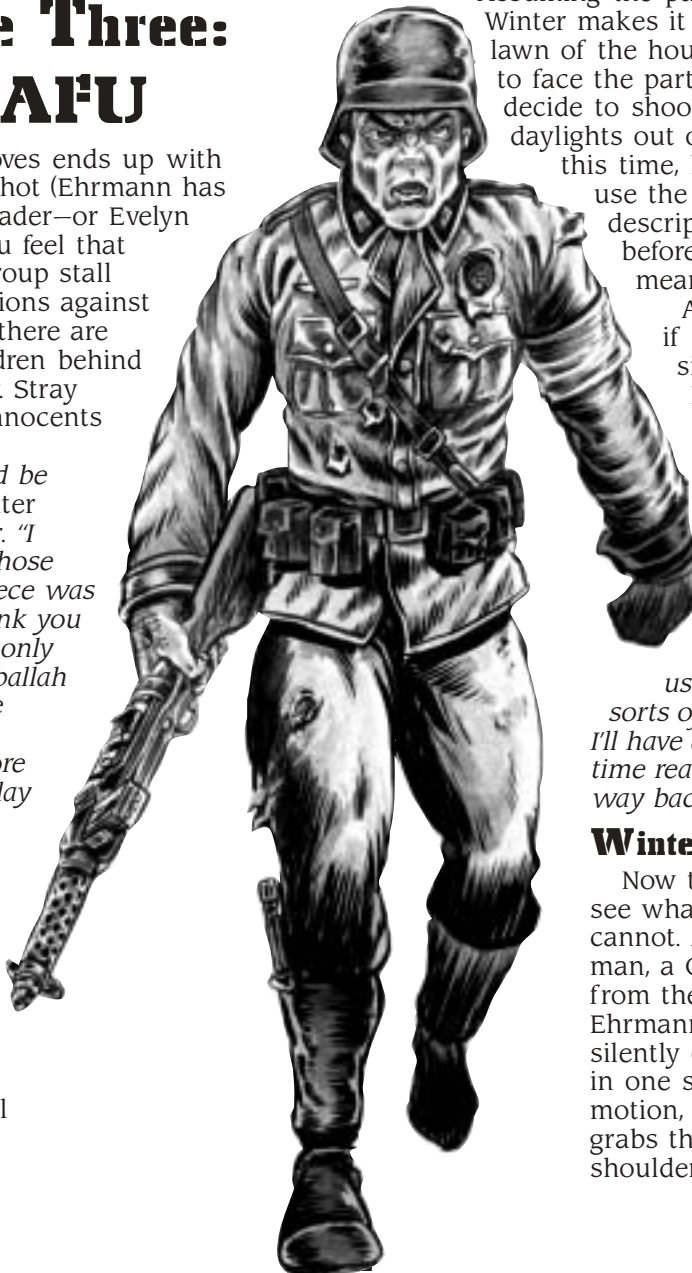 e Three:
AFU
oves ends up with
hot (Ehrmann has
ader—or Evelyn
u feel that
roup stall
ions against
there are
dren behind
. Stray
nnocents
d be
ter
r. “I
hose
ece was
nk you
only
ballah
e
ore
lay
l
Assuming the pa
Winter makes it
lawn of the hou
to face the part
decide to shoo
daylights out o
this time,
use the
descrip
before
mean
A
if
si
us
sorts o
I'll have
time rea
way bac
Winte
Now t
see wha
cannot.
man, a
from the
Ehrmann
silently
in one s
motion,
grabs th
shoulder